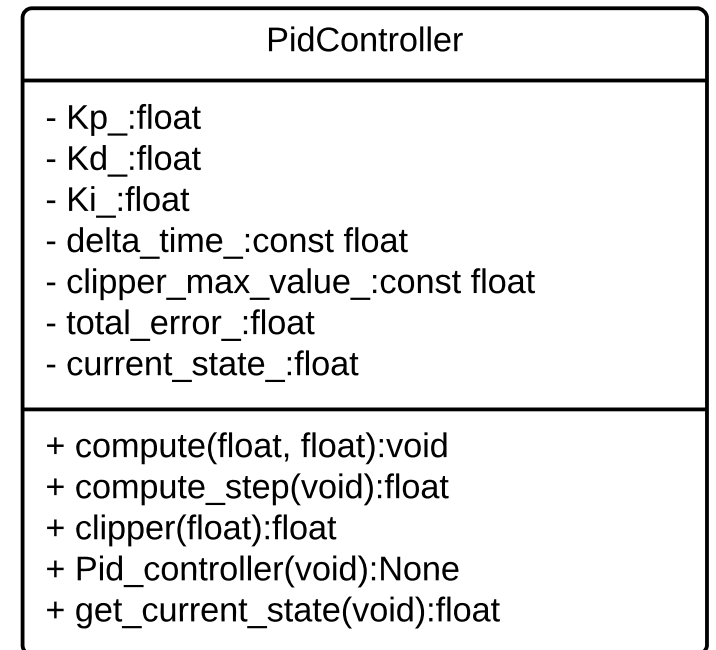 PidController
- Kp_:float
- Kd_:float
- Ki_:float
- delta_time_:const float
- clipper_max_value_:const float
- total_error_:float
- current_state_:float
+ compute(float, float):void
+ compute_step(void):float
+ clipper(float):float
+ Pid_controller(void):None
+ get_current_state(void):float